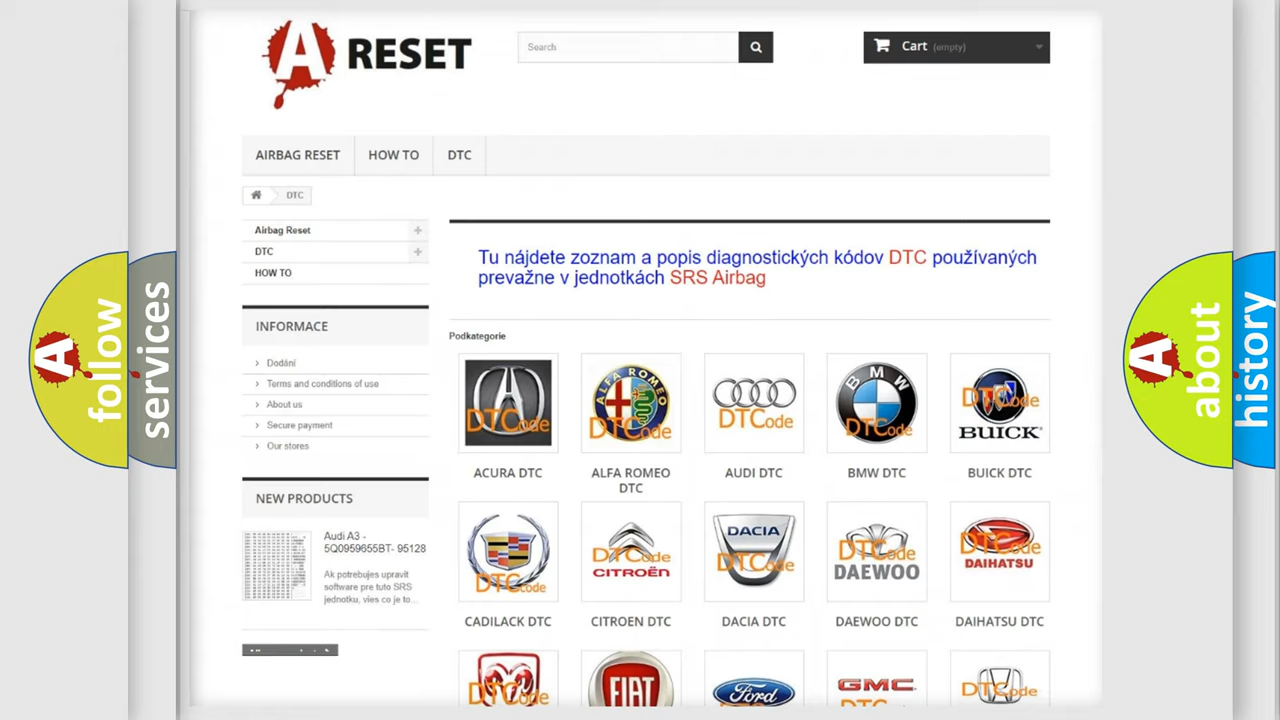 A RESET
Search
Cart (empty)
AIRBAG RESET
HOW TO
DTC
DTC
Airbag Reset
DTC
HOW TO
Tu nájdete zoznam a popis diagnostických kódov DTC používaných
prevažne v jednotkách SRS Airbag
INFORMACE
Dodání
Terms and conditions of use
About us
Secure payment
Our stores
Podkategorie
DTCode
ALFA ROMEO
DTCode
DTCode
BMW
DTCode
DTCode
BUICK
ACURA DTC
ALFA ROMEO
DTC
AUDI DTC
BMW DTC
BUICK DTC
NEW PRODUCTS
Audi A3 -
5Q0959655BT- 95128
Ak potrebujes upravit
software pre tuto SRS
jednotku, vies co je to...
DTCode
DTCode
CITROËN
DACIA
DTCode
DTCode
DAEWOO
DTCode
DAIHATSU
CADILACK DTC
CITROEN DTC
DACIA DTC
DAEWOO DTC
DAIHATSU DTC
DTCode
FIAT
Ford
GMC
DTCode
A follow
services
A about
history